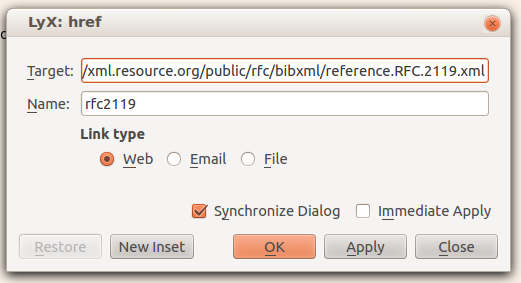 LyX: href
Target: /xml.resource.org/public/rfc/bibxml/reference.RFC.2119.xml
Name: rfc2119
Link type
Web Email File
Synchronize Dialog Immediate Apply
Restore New Inset OK Apply Close